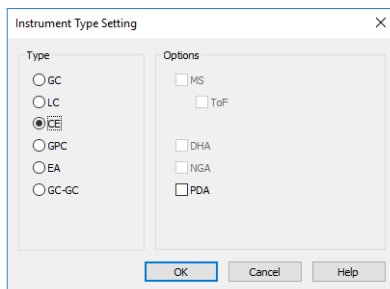 Instrument Type Setting
Type
GC
LC
CE
GPC
EA
GC-GC
Options
MS
ToF
DHA
NGA
PDA
OK
Cancel
Help